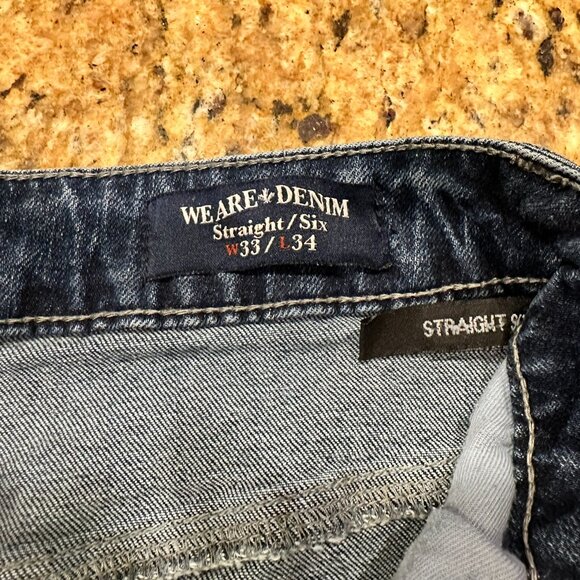 WE ARE DENIM
Straight / Six
W33 / L34
STRAIGHT